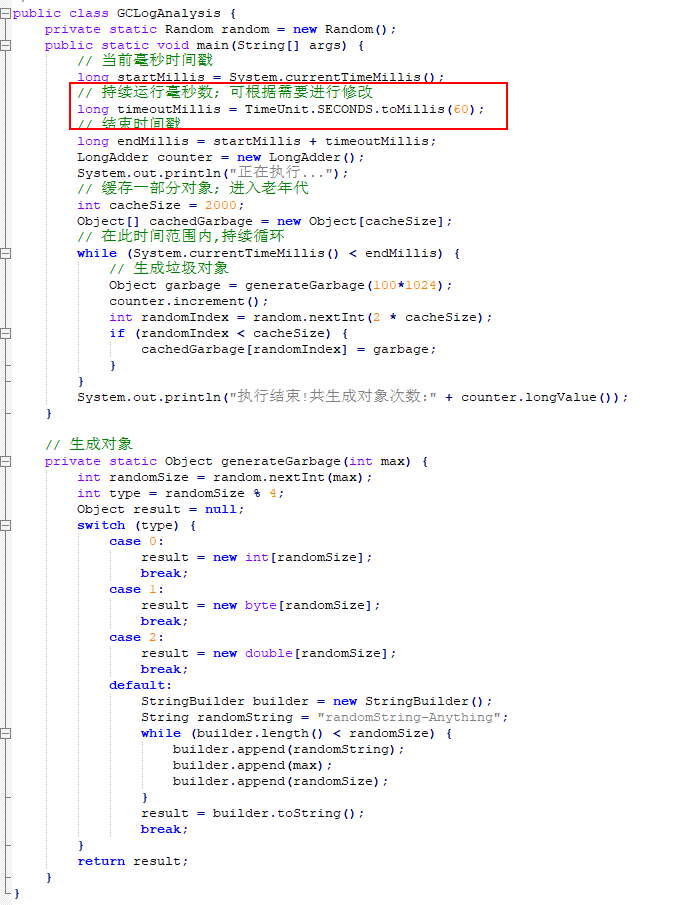 public class GCLogAnalysis {
    private static Random random = new Random();
    public static void main(String[] args) {
        // 当前毫秒时间戳
        long startMillis = System.currentTimeMillis();
        // 持续运行毫秒数; 可根据需要进行修改
        long timeoutMillis = TimeUnit.SECONDS.toMillis(60);
        // 结束时间戳
        long endMillis = startMillis + timeoutMillis;
        LongAdder counter = new LongAdder();
        System.out.println("正在执行...");
        // 缓存一部分对象; 进入老年代
        int cacheSize = 2000;
        Object[] cachedGarbage = new Object[cacheSize];
        // 在此时间范围内,持续循环
        while (System.currentTimeMillis() < endMillis) {
            // 生成垃圾对象
            Object garbage = generateGarbage(100*1024);
            counter.increment();
            int randomIndex = random.nextInt(2 * cacheSize);
            if (randomIndex < cacheSize) {
                cachedGarbage[randomIndex] = garbage;
            }
        }
        System.out.println("执行结束!共生成对象次数:" + counter.longValue());
    }

    // 生成对象
    private static Object generateGarbage(int max) {
        int randomSize = random.nextInt(max);
        int type = randomSize % 4;
        Object result = null;
        switch (type) {
            case 0:
                result = new int[randomSize];
                break;
            case 1:
                result = new byte[randomSize];
                break;
            case 2:
                result = new double[randomSize];
                break;
            default:
                StringBuilder builder = new StringBuilder();
                String randomString = "randomString-Anything";
                while (builder.length() < randomSize) {
                    builder.append(randomString);
                    builder.append(max);
                    builder.append(randomSize);
                }
                result = builder.toString();
                break;
        }
        return result;
    }
}